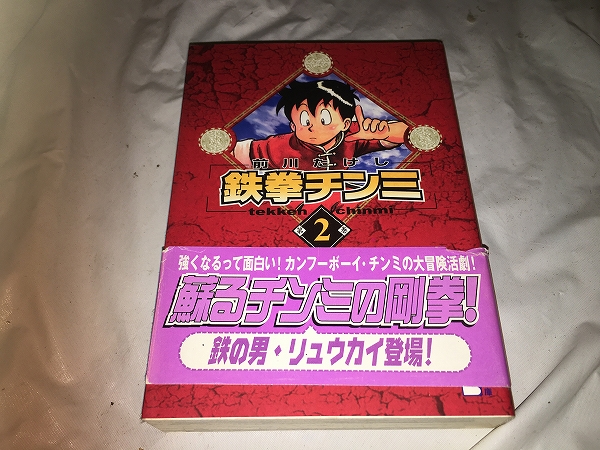 前川たけし
鉄拳チンミ
tekken chinmi
第2巻
強くなるって面白い!カンフーボーイ・チンミの大冒険活劇!
蘇るチンミの剛拳!
鉄の男・リュウカイ登場!